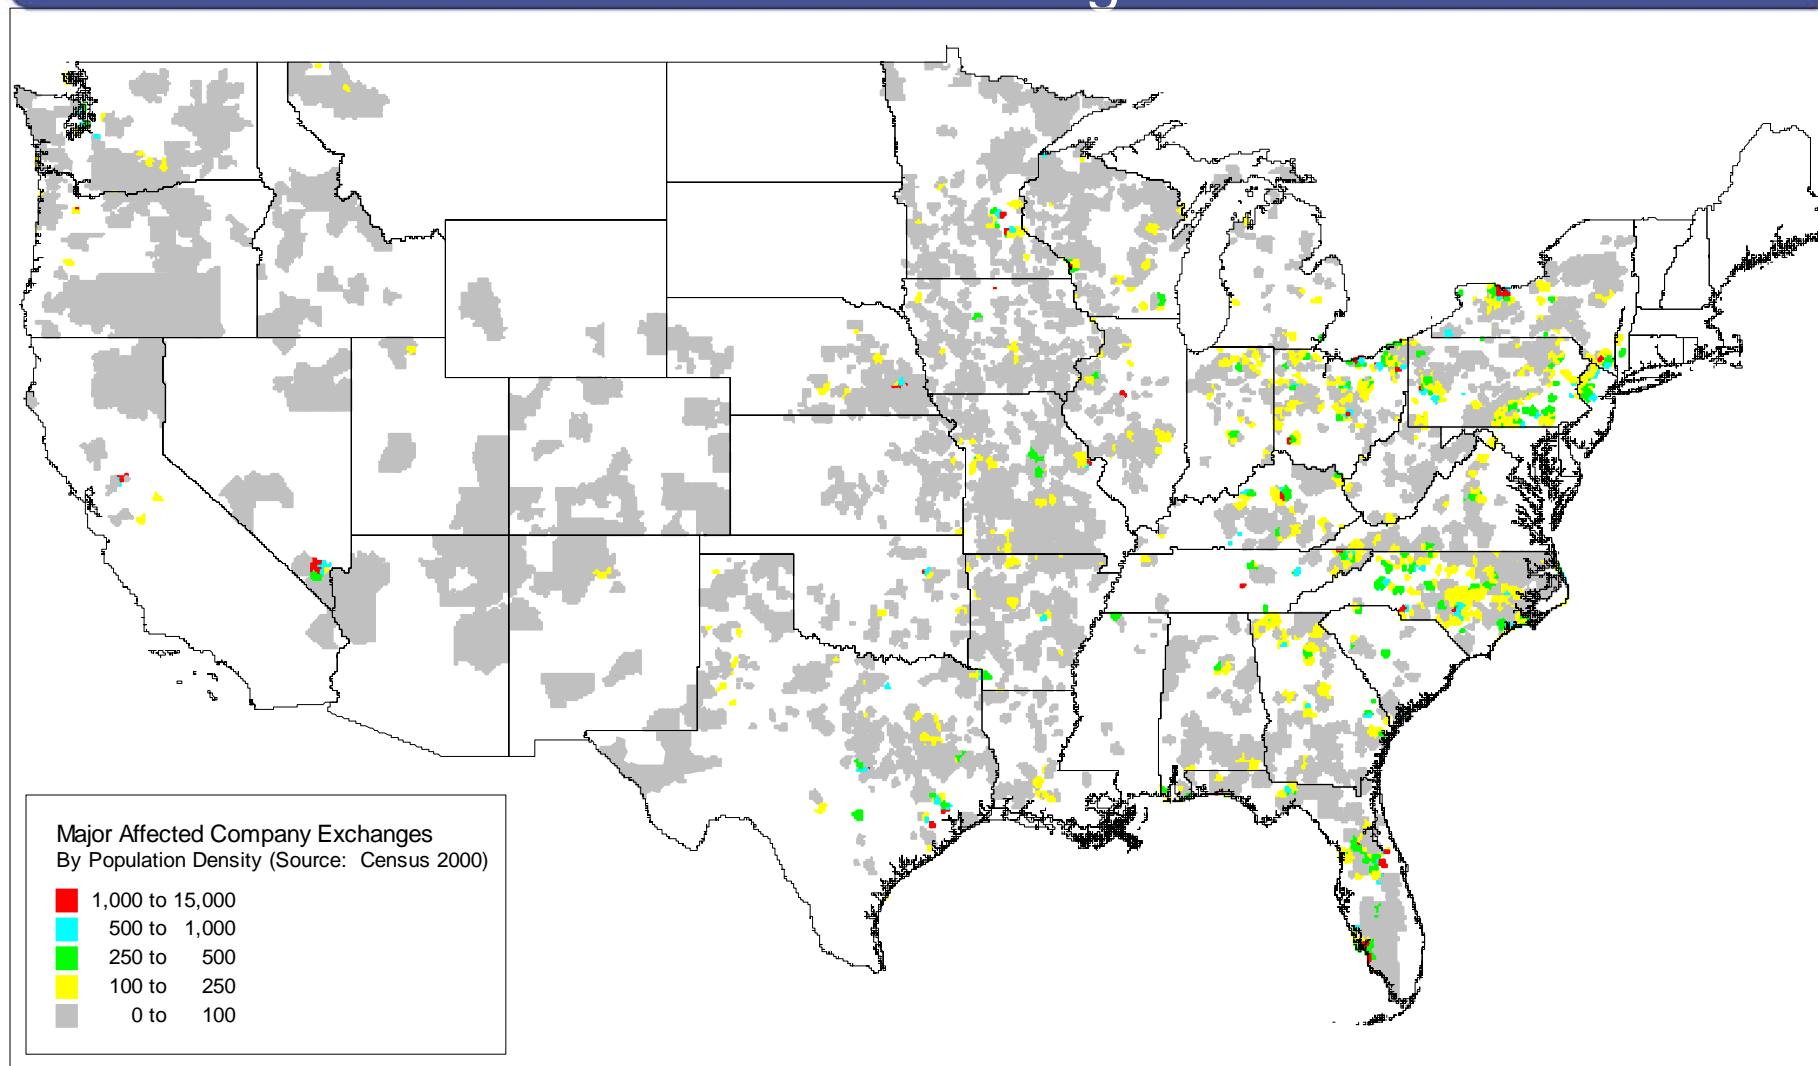 Major Affected Company Exchanges
By Population Density (Source: Census 2000)
1,000 to 15,000
500 to 1,000
250 to 500
100 to 250
0 to 100